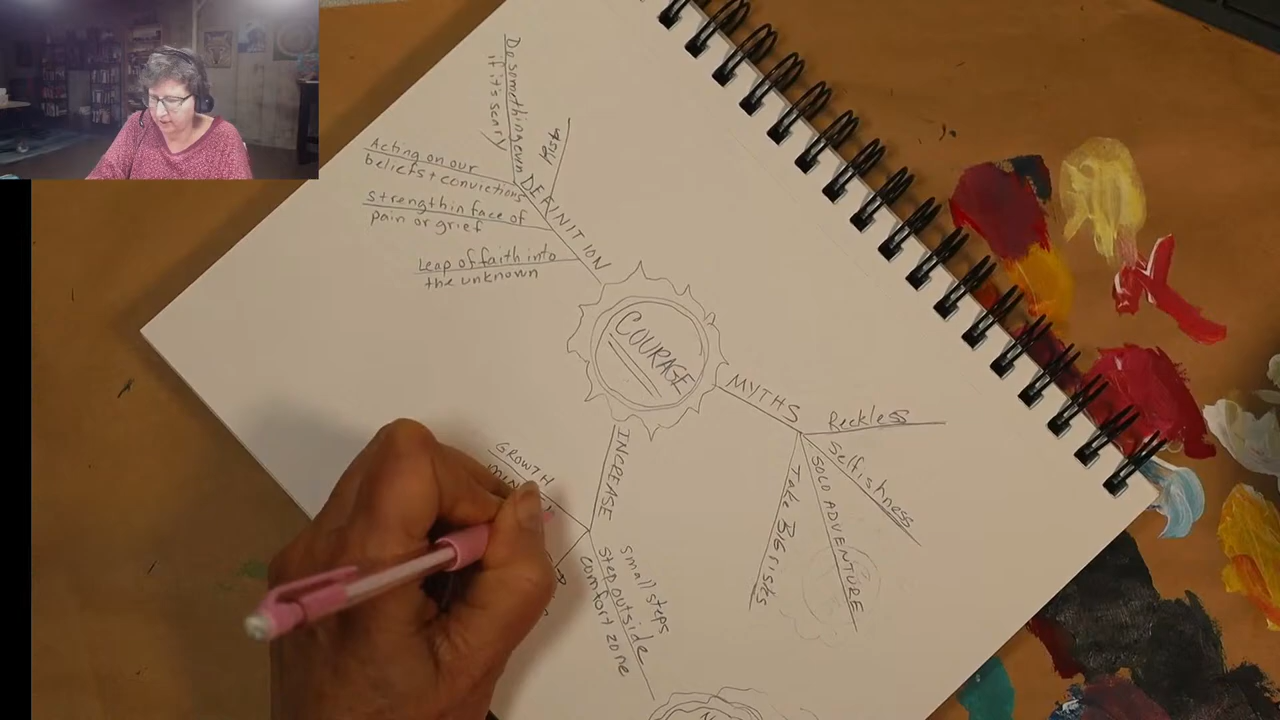 Do something even
if it's scary
Risk
Acting on our
beliefs + convictions
strength in face of
pain or grief
Leap of faith into
the unknown
DEFINITION
COURAGE
MYTHS
Reckless
Selfishness
SOLO ADVENTURE
Take BIG risks
INCREASE
GROWTH
small steps
step outside
comfort zone